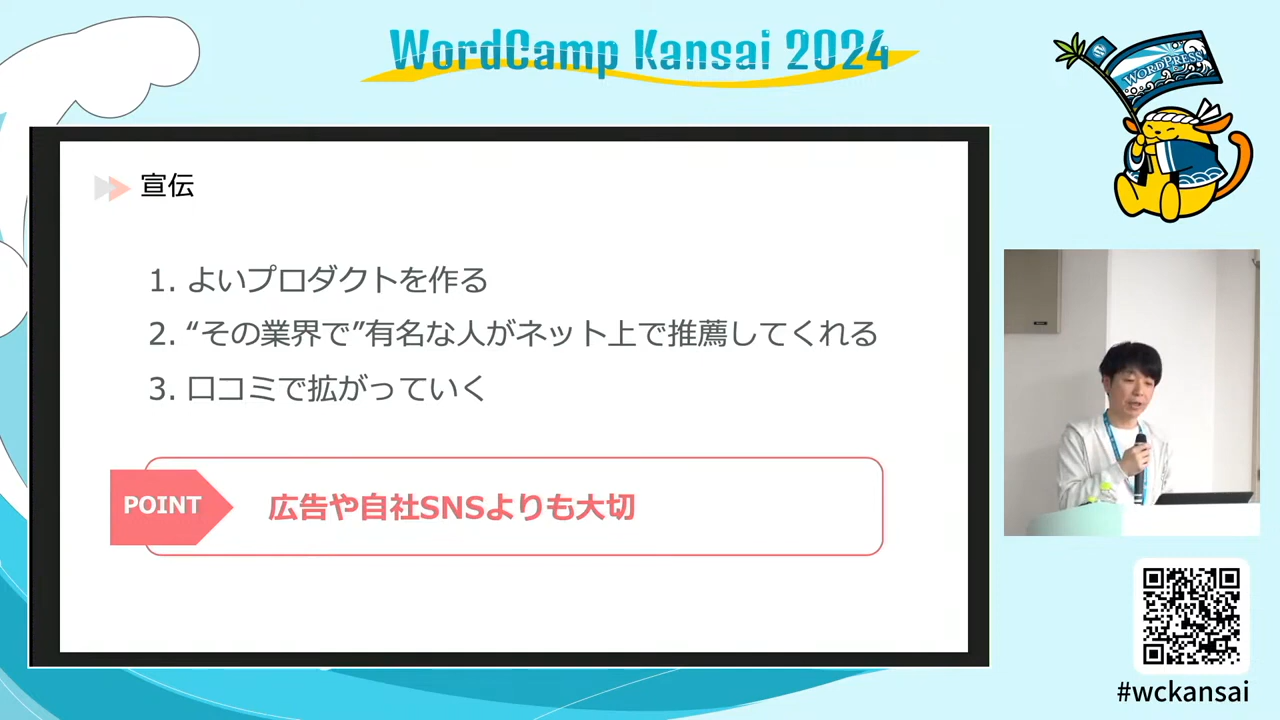 WordCamp Kansai 2024
WORDPRESS
宣伝
1. よいプロダクトを作る
2. “その業界で”有名な人がネット上で推薦してくれる
3. 口コミで拡がっていく
POINT
広告や自社SNSよりも大切
#wckansai